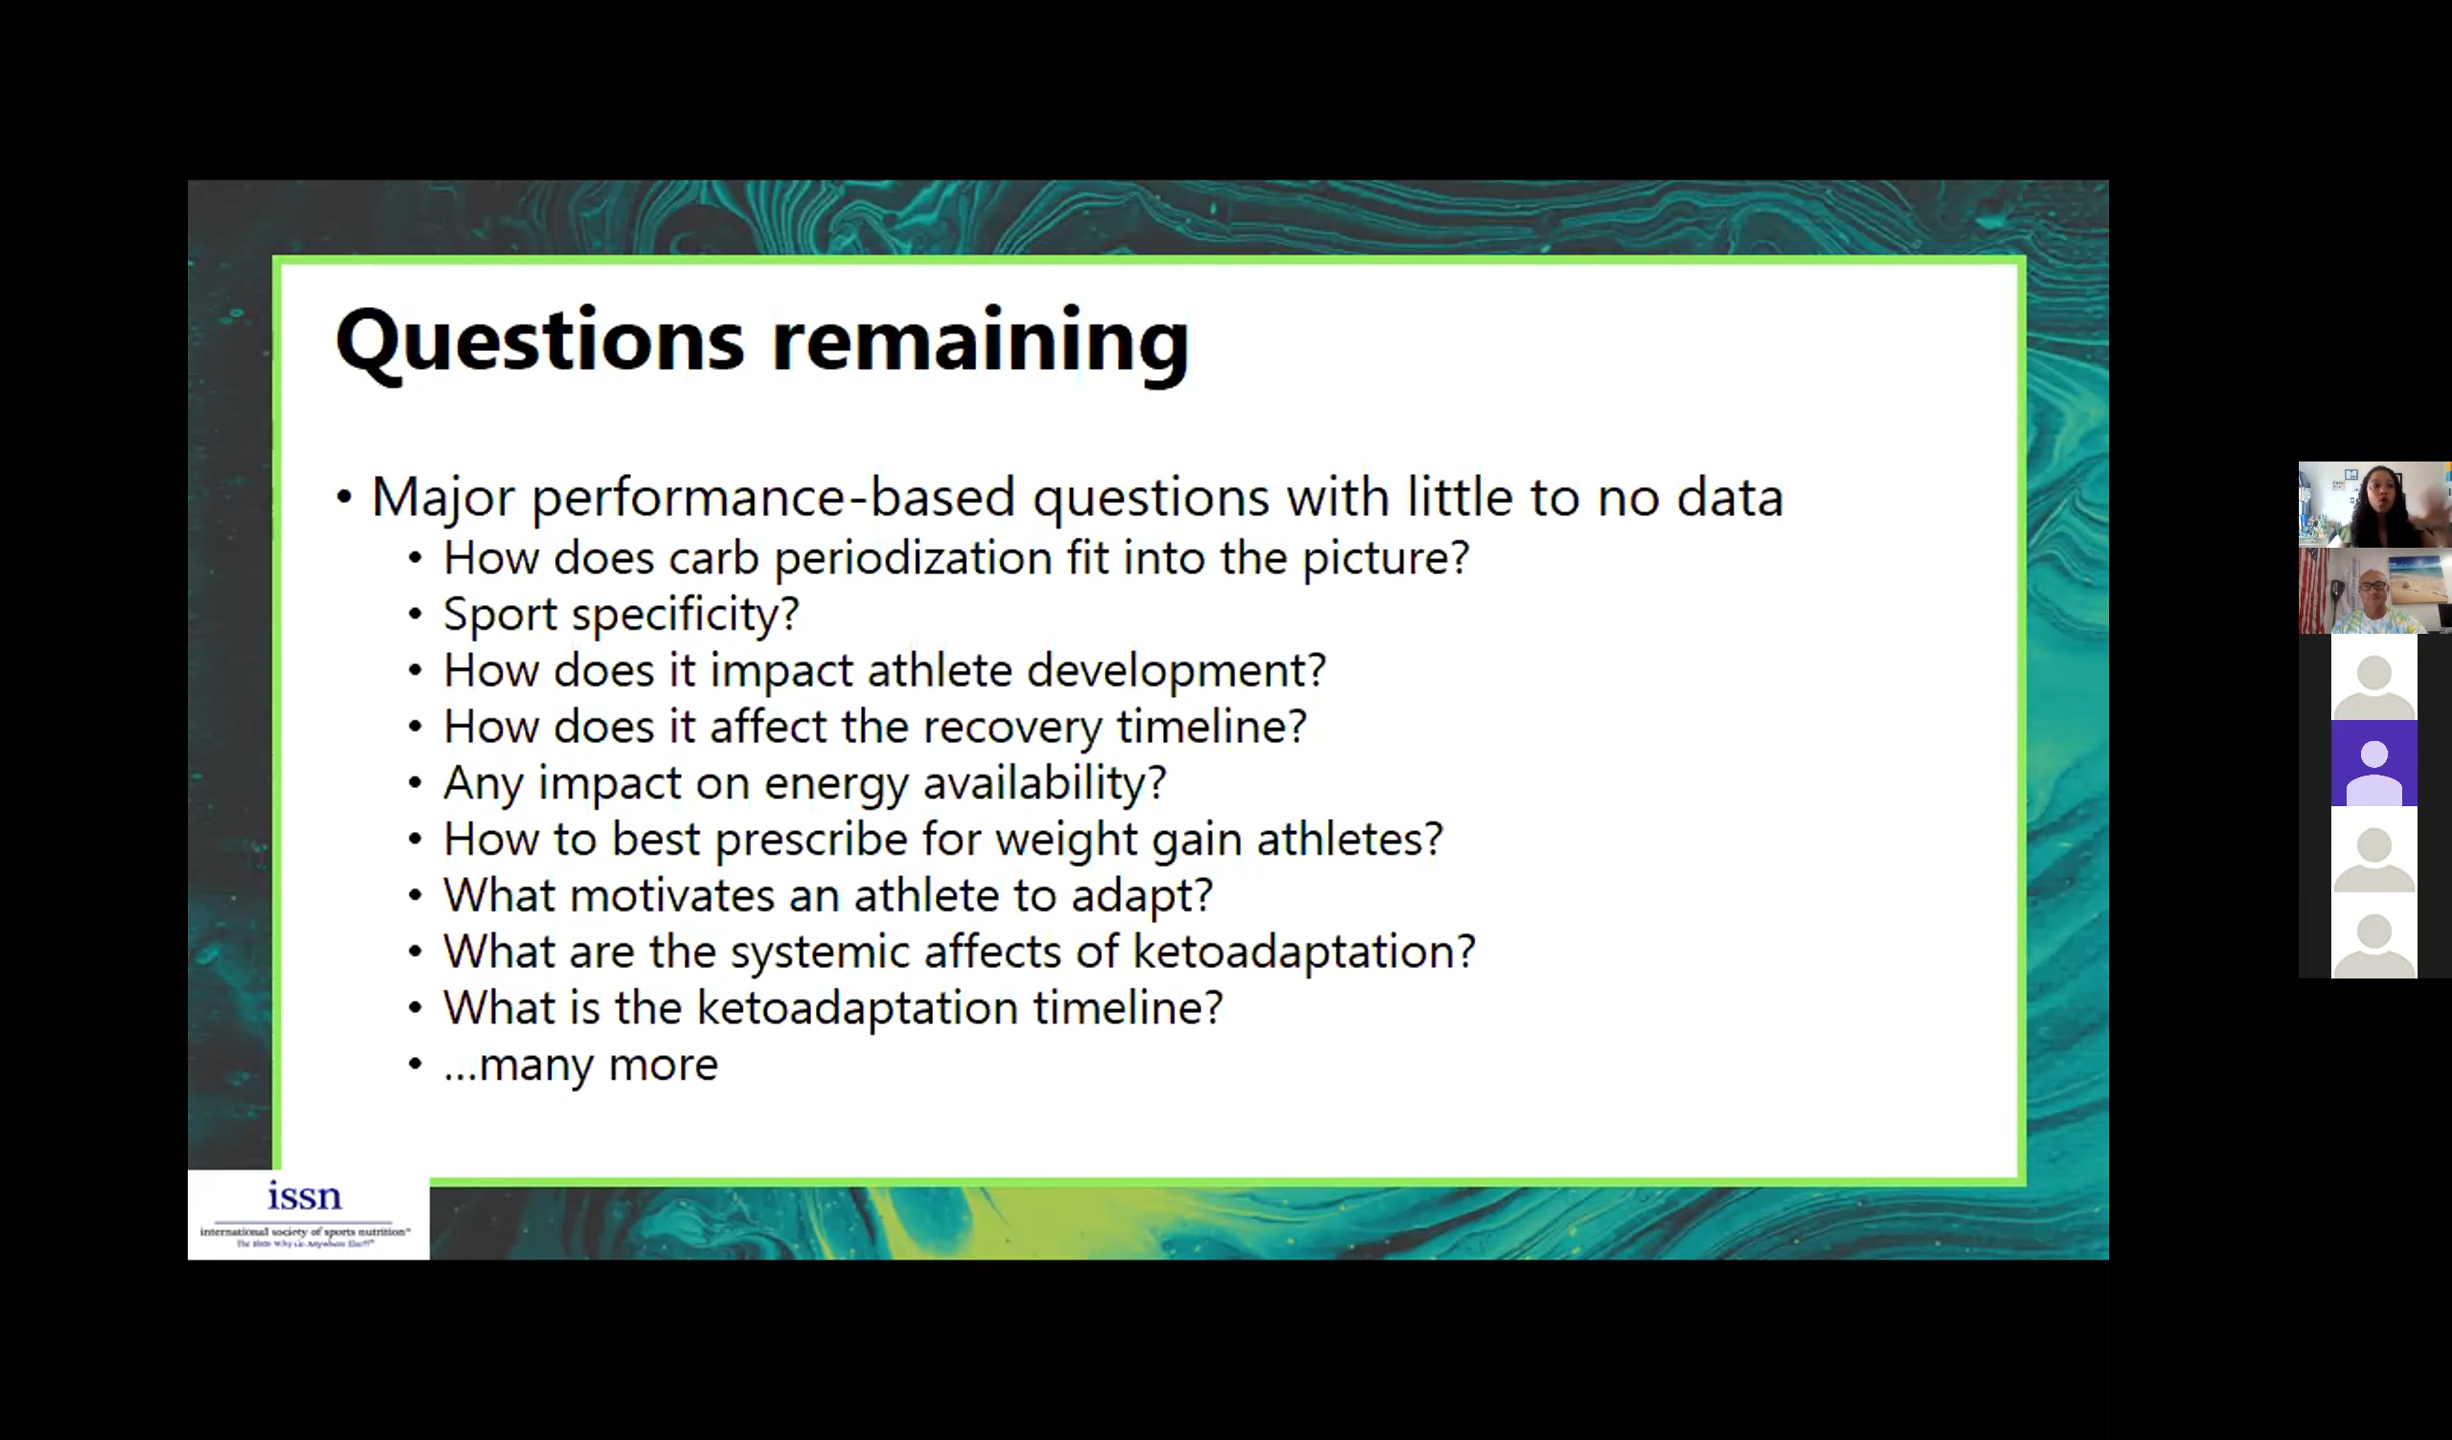 Questions remaining
• Major performance-based questions with little to no data
• How does carb periodization fit into the picture?
• Sport specificity?
• How does it impact athlete development?
• How does it affect the recovery timeline?
• Any impact on energy availability?
• How to best prescribe for weight gain athletes?
• What motivates an athlete to adapt?
• What are the systemic affects of ketoadaptation?
• What is the ketoadaptation timeline?
• ...many more
issn
international society of sports nutrition